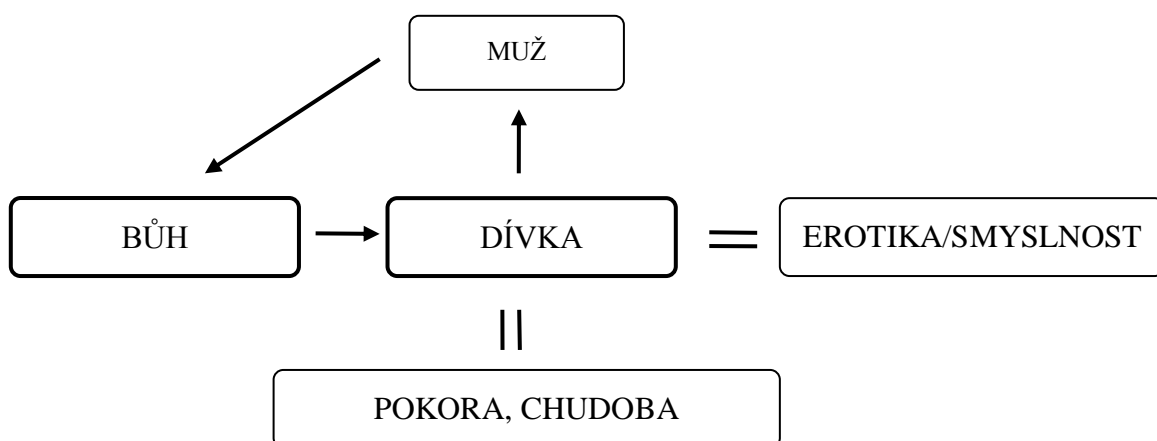 MUŽ
BŮH
DÍVKA
EROTIKA/SMYSLNOST
POKORA, CHUDOBA